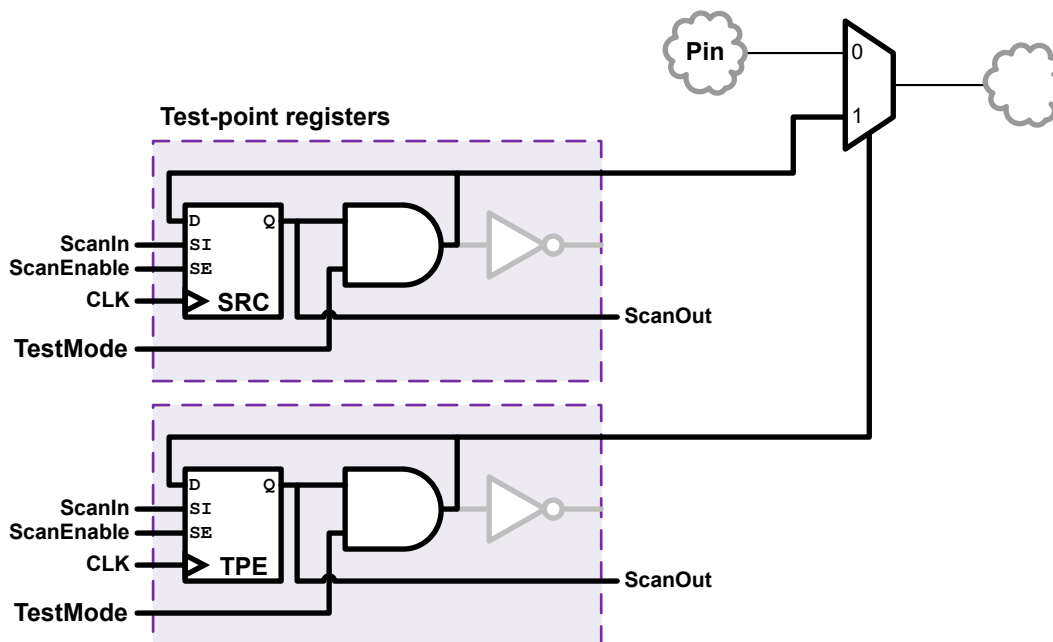 Pin
0
1
Test-point registers
D Q
ScanIn SI
ScanEnable SE
CLK SRC
ScanOut
TestMode
D Q
ScanIn SI
ScanEnable SE
CLK TPE
ScanOut
TestMode